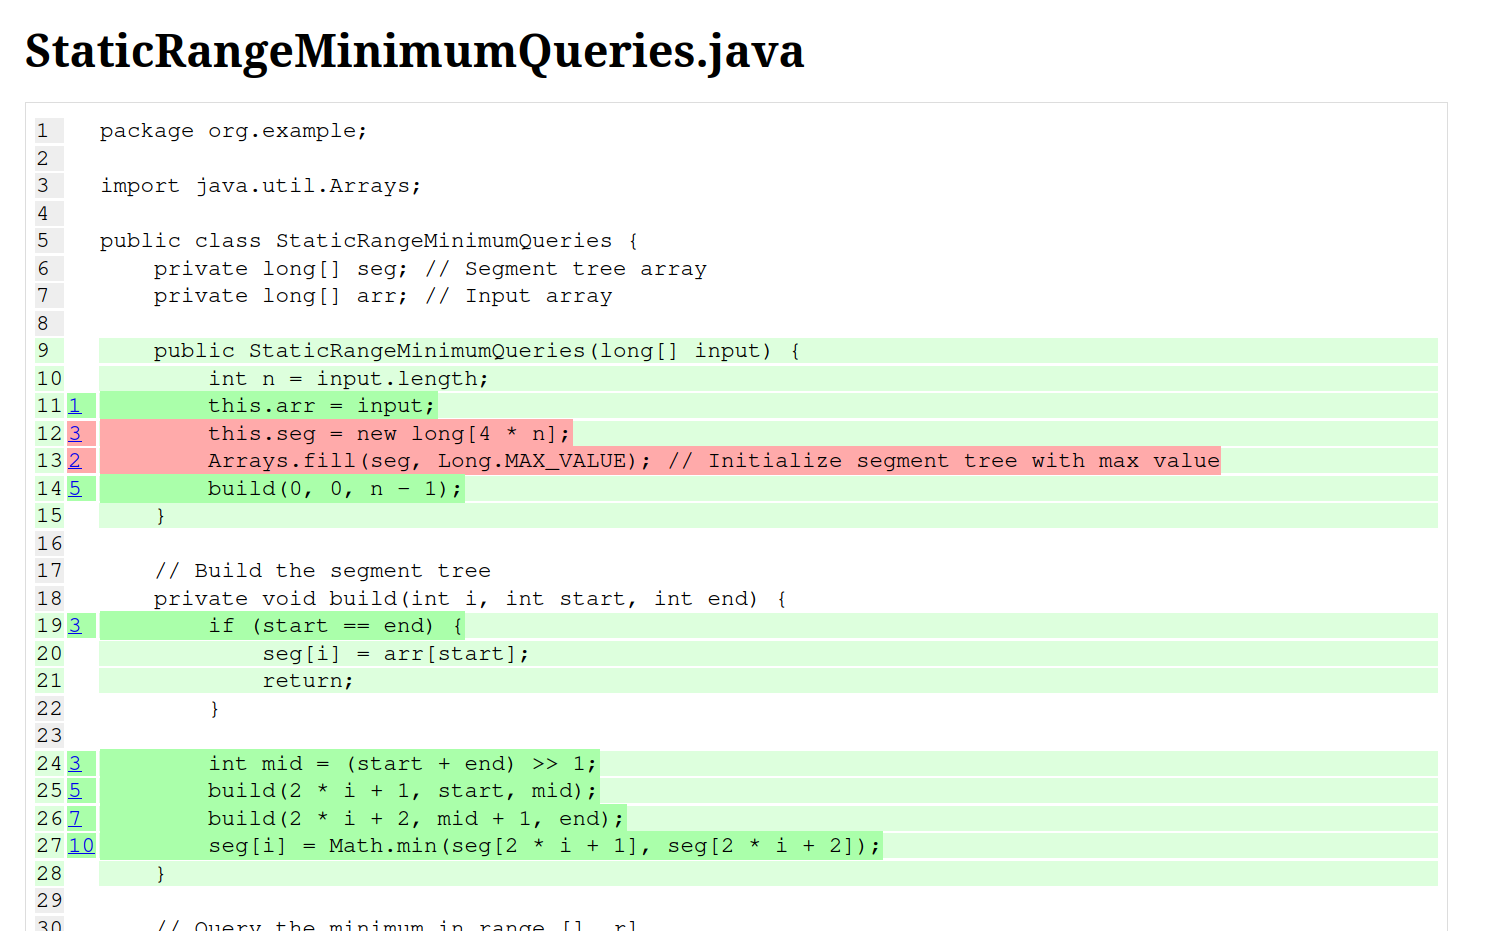 StaticRangeMinimumQueries.java
1 package org.example;
2
3 import java.util.Arrays;
4
5 public class StaticRangeMinimumQueries {
6     private long[] seg; // Segment tree array
7     private long[] arr; // Input array
8
9     public StaticRangeMinimumQueries(long[] input) {
10         int n = input.length;
11 1         this.arr = input;
12 3         this.seg = new long[4 * n];
13 2         Arrays.fill(seg, Long.MAX_VALUE); // Initialize segment tree with max value
14 5         build(0, 0, n - 1);
15     }
16
17     // Build the segment tree
18     private void build(int i, int start, int end) {
19 3         if (start == end) {
20             seg[i] = arr[start];
21             return;
22         }
23
24 3         int mid = (start + end) >> 1;
25 5         build(2 * i + 1, start, mid);
26 7         build(2 * i + 2, mid + 1, end);
27 10         seg[i] = Math.min(seg[2 * i + 1], seg[2 * i + 2]);
28     }
29
30     // Query the minimum in range [l, r]